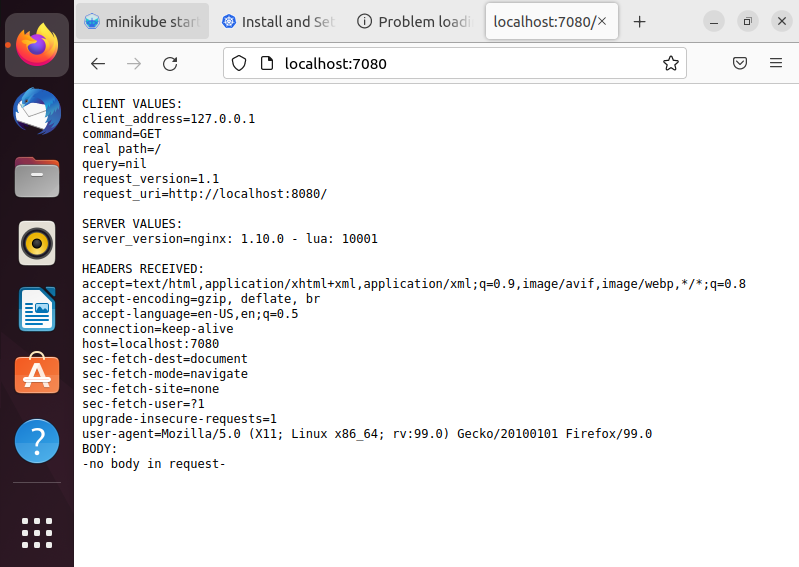 minikube start
Install and Set
Problem loadi
localhost:7080/
localhost:7080
CLIENT VALUES:
client_address=127.0.0.1
command=GET
real path=/
query=nil
request_version=1.1
request_uri=http://localhost:8080/
SERVER VALUES:
server_version=nginx: 1.10.0 - lua: 10001
HEADERS RECEIVED:
accept=text/html,application/xhtml+xml,application/xml;q=0.9,image/avif,image/webp,*/*;q=0.8
accept-encoding=gzip, deflate, br
accept-language=en-US,en;q=0.5
connection=keep-alive
host=localhost:7080
sec-fetch-dest=document
sec-fetch-mode=navigate
sec-fetch-site=none
sec-fetch-user=?1
upgrade-insecure-requests=1
user-agent=Mozilla/5.0 (X11; Linux x86_64; rv:99.0) Gecko/20100101 Firefox/99.0
BODY:
-no body in request-